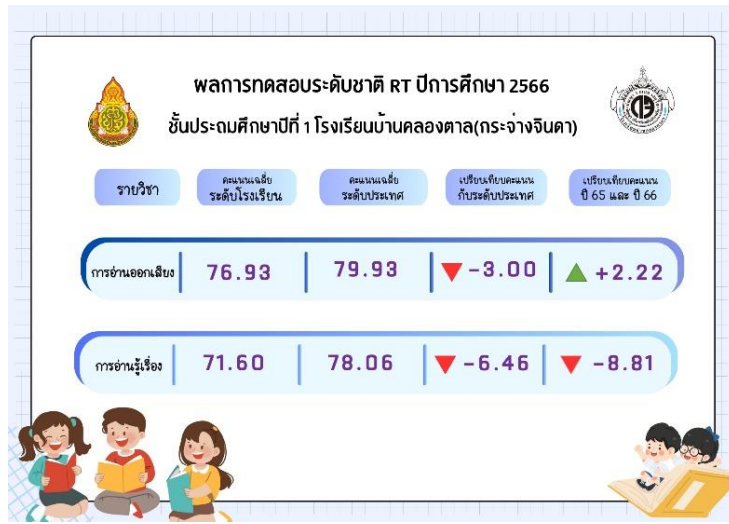 ผลการทดสอบระดับชาติ RT ปีการศึกษา 2566
ชั้นประถมศึกษาปีที่ 1 โรงเรียนบ้านคลองตาล(กระจ่างจินดา)
รายวิชา
คะแนนเฉลี่ย
ระดับโรงเรียน
คะแนนเฉลี่ย
ระดับประเทศ
เปรียบเทียบคะแนน
กับระดับประเทศ
เปรียบเทียบคะแนน
ปี 65 และ ปี 66
การอ่านออกเสียง 76.93 79.93 ▼ -3.00 ▲ +2.22
การอ่านรู้เรื่อง 71.60 78.06 ▼ -6.46 ▼ -8.81